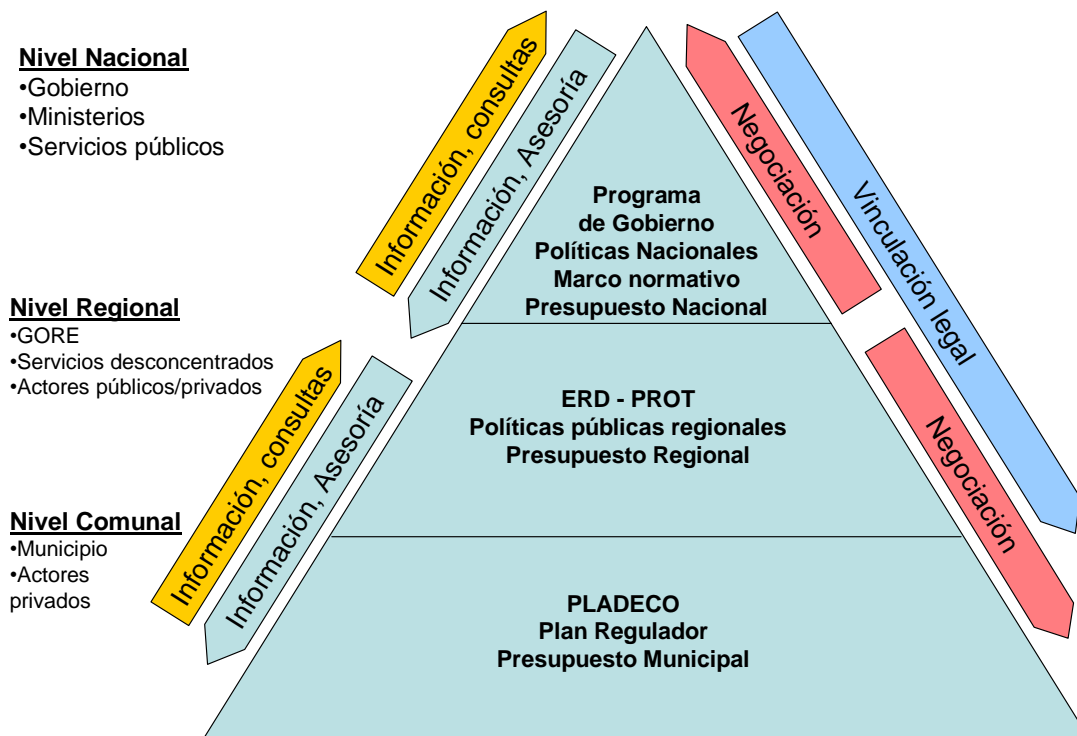 Nivel Nacional
•Gobierno
•Ministerios
•Servicios públicos
Información, consultas
Información, Asesoría
Programa
de Gobierno
Políticas Nacionales
Marco normativo
Presupuesto Nacional
Negociación
Vinculación legal
Nivel Regional
•GORE
•Servicios desconcentrados
•Actores públicos/privados
Información, consultas
Información, Asesoría
ERD - PROT
Políticas públicas regionales
Presupuesto Regional
Negociación
Nivel Comunal
•Municipio
•Actores
privados
PLADECO
Plan Regulador
Presupuesto Municipal